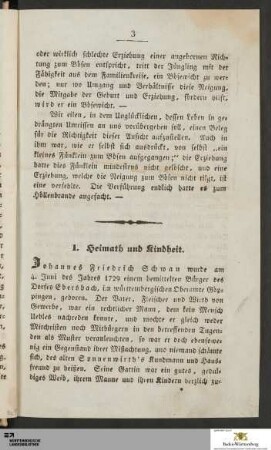 3
oder wirklich schlechte Erziehung einer angebornen Rich-
tung zum Bösen entspricht, tritt der Jüngling mit der
Fähigkeit aus dem Familienkreise, ein Bösewicht zu wer-
den; nur wo Umgang und Verhältnisse diese Neigung,
die Mitgabe der Geburt und Erziehung, fördern hilft,
wird er ein Bösewicht. —
Wir eilen, in dem Unglücklichen, dessen Leben in ge-
drängten Umrissen an uns vorübergehen soll, einen Beleg
für die Richtigkeit dieser Ansicht aufzustellen. Auch in
ihm war, wie er selbst sich ausdrückt, von selbst „ein
kleines Fünklein zum Bösen aufgegangen;“ die Erziehung
hatte dies Fünklein mindestens nicht gelöscht, und eine
Erziehung, welche die Neigung zum Bösen nicht tilgt, ist
eine verfehlte. Die Verführung endlich hatte es zum
Höllenbrande angefacht. —
I. Heimath und Kindheit.
Johannes Friedrich Schwan wurde am
4. Juni des Jahres 1729 einem bemittelten Bürger des
Dorfes Ebersbach, im württembergischen Oberamte Göp-
pingen, geboren. Der Vater, Fleischer und Wirth von
Gewerbe, war ein rechtlicher Mann, dem kein Mensch
Uebles nachreden konnte, und mochte er gleich weder
Mitchristen noch Mitbürgern in den betreffenden Tugen-
den als Muster voranleuchten, so war er doch ebensowe-
nig ein Gegenstand ihrer Mißachtung, und niemand schämte
sich, des alten Sonnenwirth's Kundmann und Haus-
freund zu heißen. Seine Gattin war ein gutes, gedul-
diges Weib, ihrem Manne und ihren Kindern herzlich zu-
Baden-Württemberg